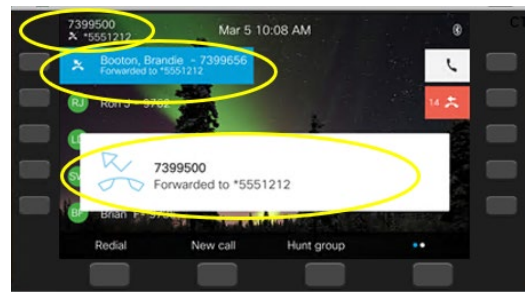 7399500
Mar 5 10:08 AM
*5551212
Booton, Brandie - 7399656
Forwarded to *5551212
RJ
14
7399500
Forwarded to *5551212
Redial
New call
Hunt group